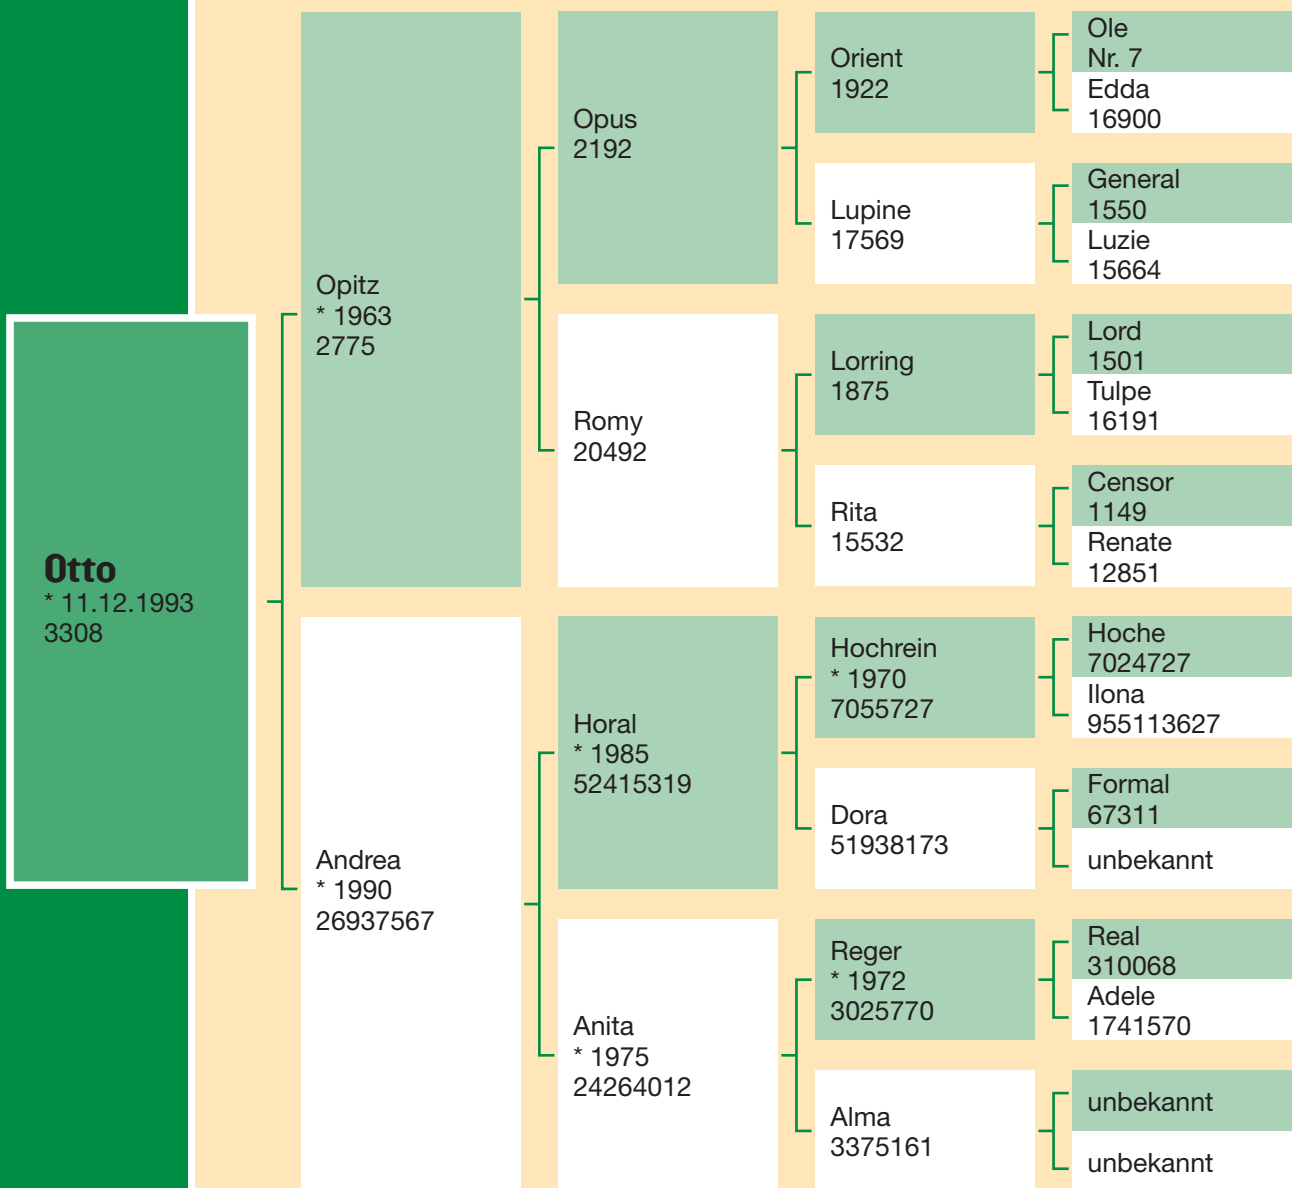 Otto
* 11.12.1993
3308
Opitz
* 1963
2775
Andrea
* 1990
26937567
Opus
2192
Romy
20492
Horal
* 1985
52415319
Anita
* 1975
24264012
Orient
1922
Lupine
17569
Lorring
1875
Rita
15532
Hochrein
* 1970
7055727
Dora
51938173
Reger
* 1972
3025770
Alma
3375161
Ole
Nr. 7
Edda
16900
General
1550
Luzie
15664
Lord
1501
Tulpe
16191
Censor
1149
Renate
12851
Hoche
7024727
Ilona
955113627
Formal
67311
unbekannt
Real
310068
Adele
1741570
unbekannt
unbekannt